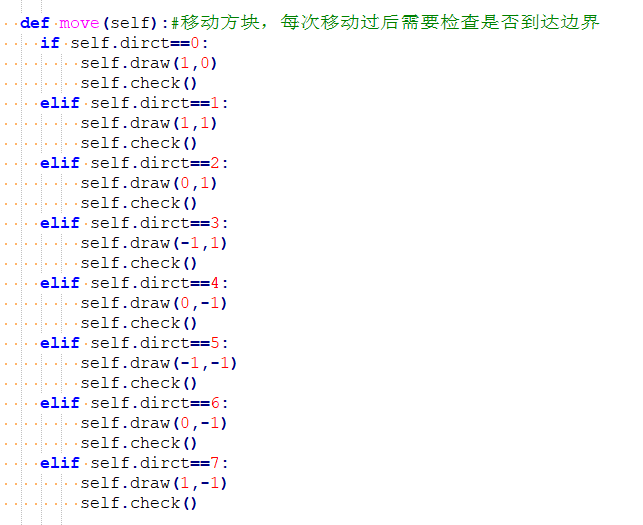 def move(self):#移动方块，每次移动过后需要检查是否到达边界
if self.dirct==0:
self.draw(1,0)
self.check()
elif self.dirct==1:
self.draw(1,1)
self.check()
elif self.dirct==2:
self.draw(0,1)
self.check()
elif self.dirct==3:
self.draw(-1,1)
self.check()
elif self.dirct==4:
self.draw(0,-1)
self.check()
elif self.dirct==5:
self.draw(-1,-1)
self.check()
elif self.dirct==6:
self.draw(0,-1)
self.check()
elif self.dirct==7:
self.draw(1,-1)
self.check()